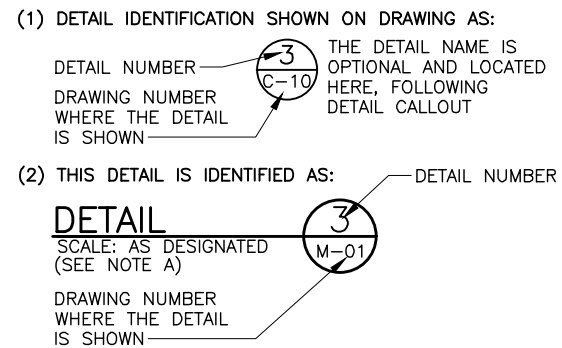 (1) DETAIL IDENTIFICATION SHOWN ON DRAWING AS:
DETAIL NUMBER
3
C-10
THE DETAIL NAME IS
OPTIONAL AND LOCATED
HERE, FOLLOWING
DETAIL CALLOUT
DRAWING NUMBER
WHERE THE DETAIL
IS SHOWN
(2) THIS DETAIL IS IDENTIFIED AS:
DETAIL NUMBER
DETAIL
3
SCALE: AS DESIGNATED
(SEE NOTE A)
M-01
DRAWING NUMBER
WHERE THE DETAIL
IS SHOWN